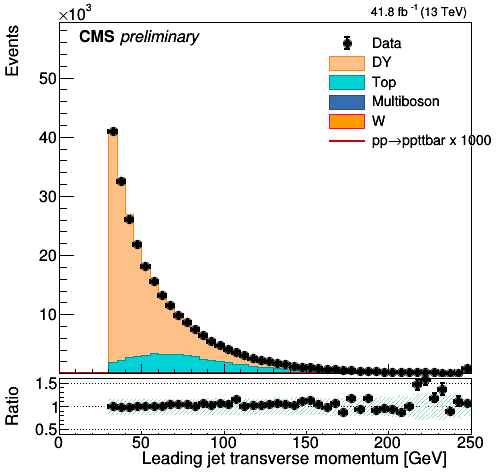 ×10³
41.8 fb⁻¹ (13 TeV)
CMS preliminary
Events
Data
DY
Top
Multiboson
W
pp→ppttbar x 1000
50
40
30
20
10
Ratio
1.5
1
0.5
0 50 100 150 200 250
Leading jet transverse momentum [GeV]